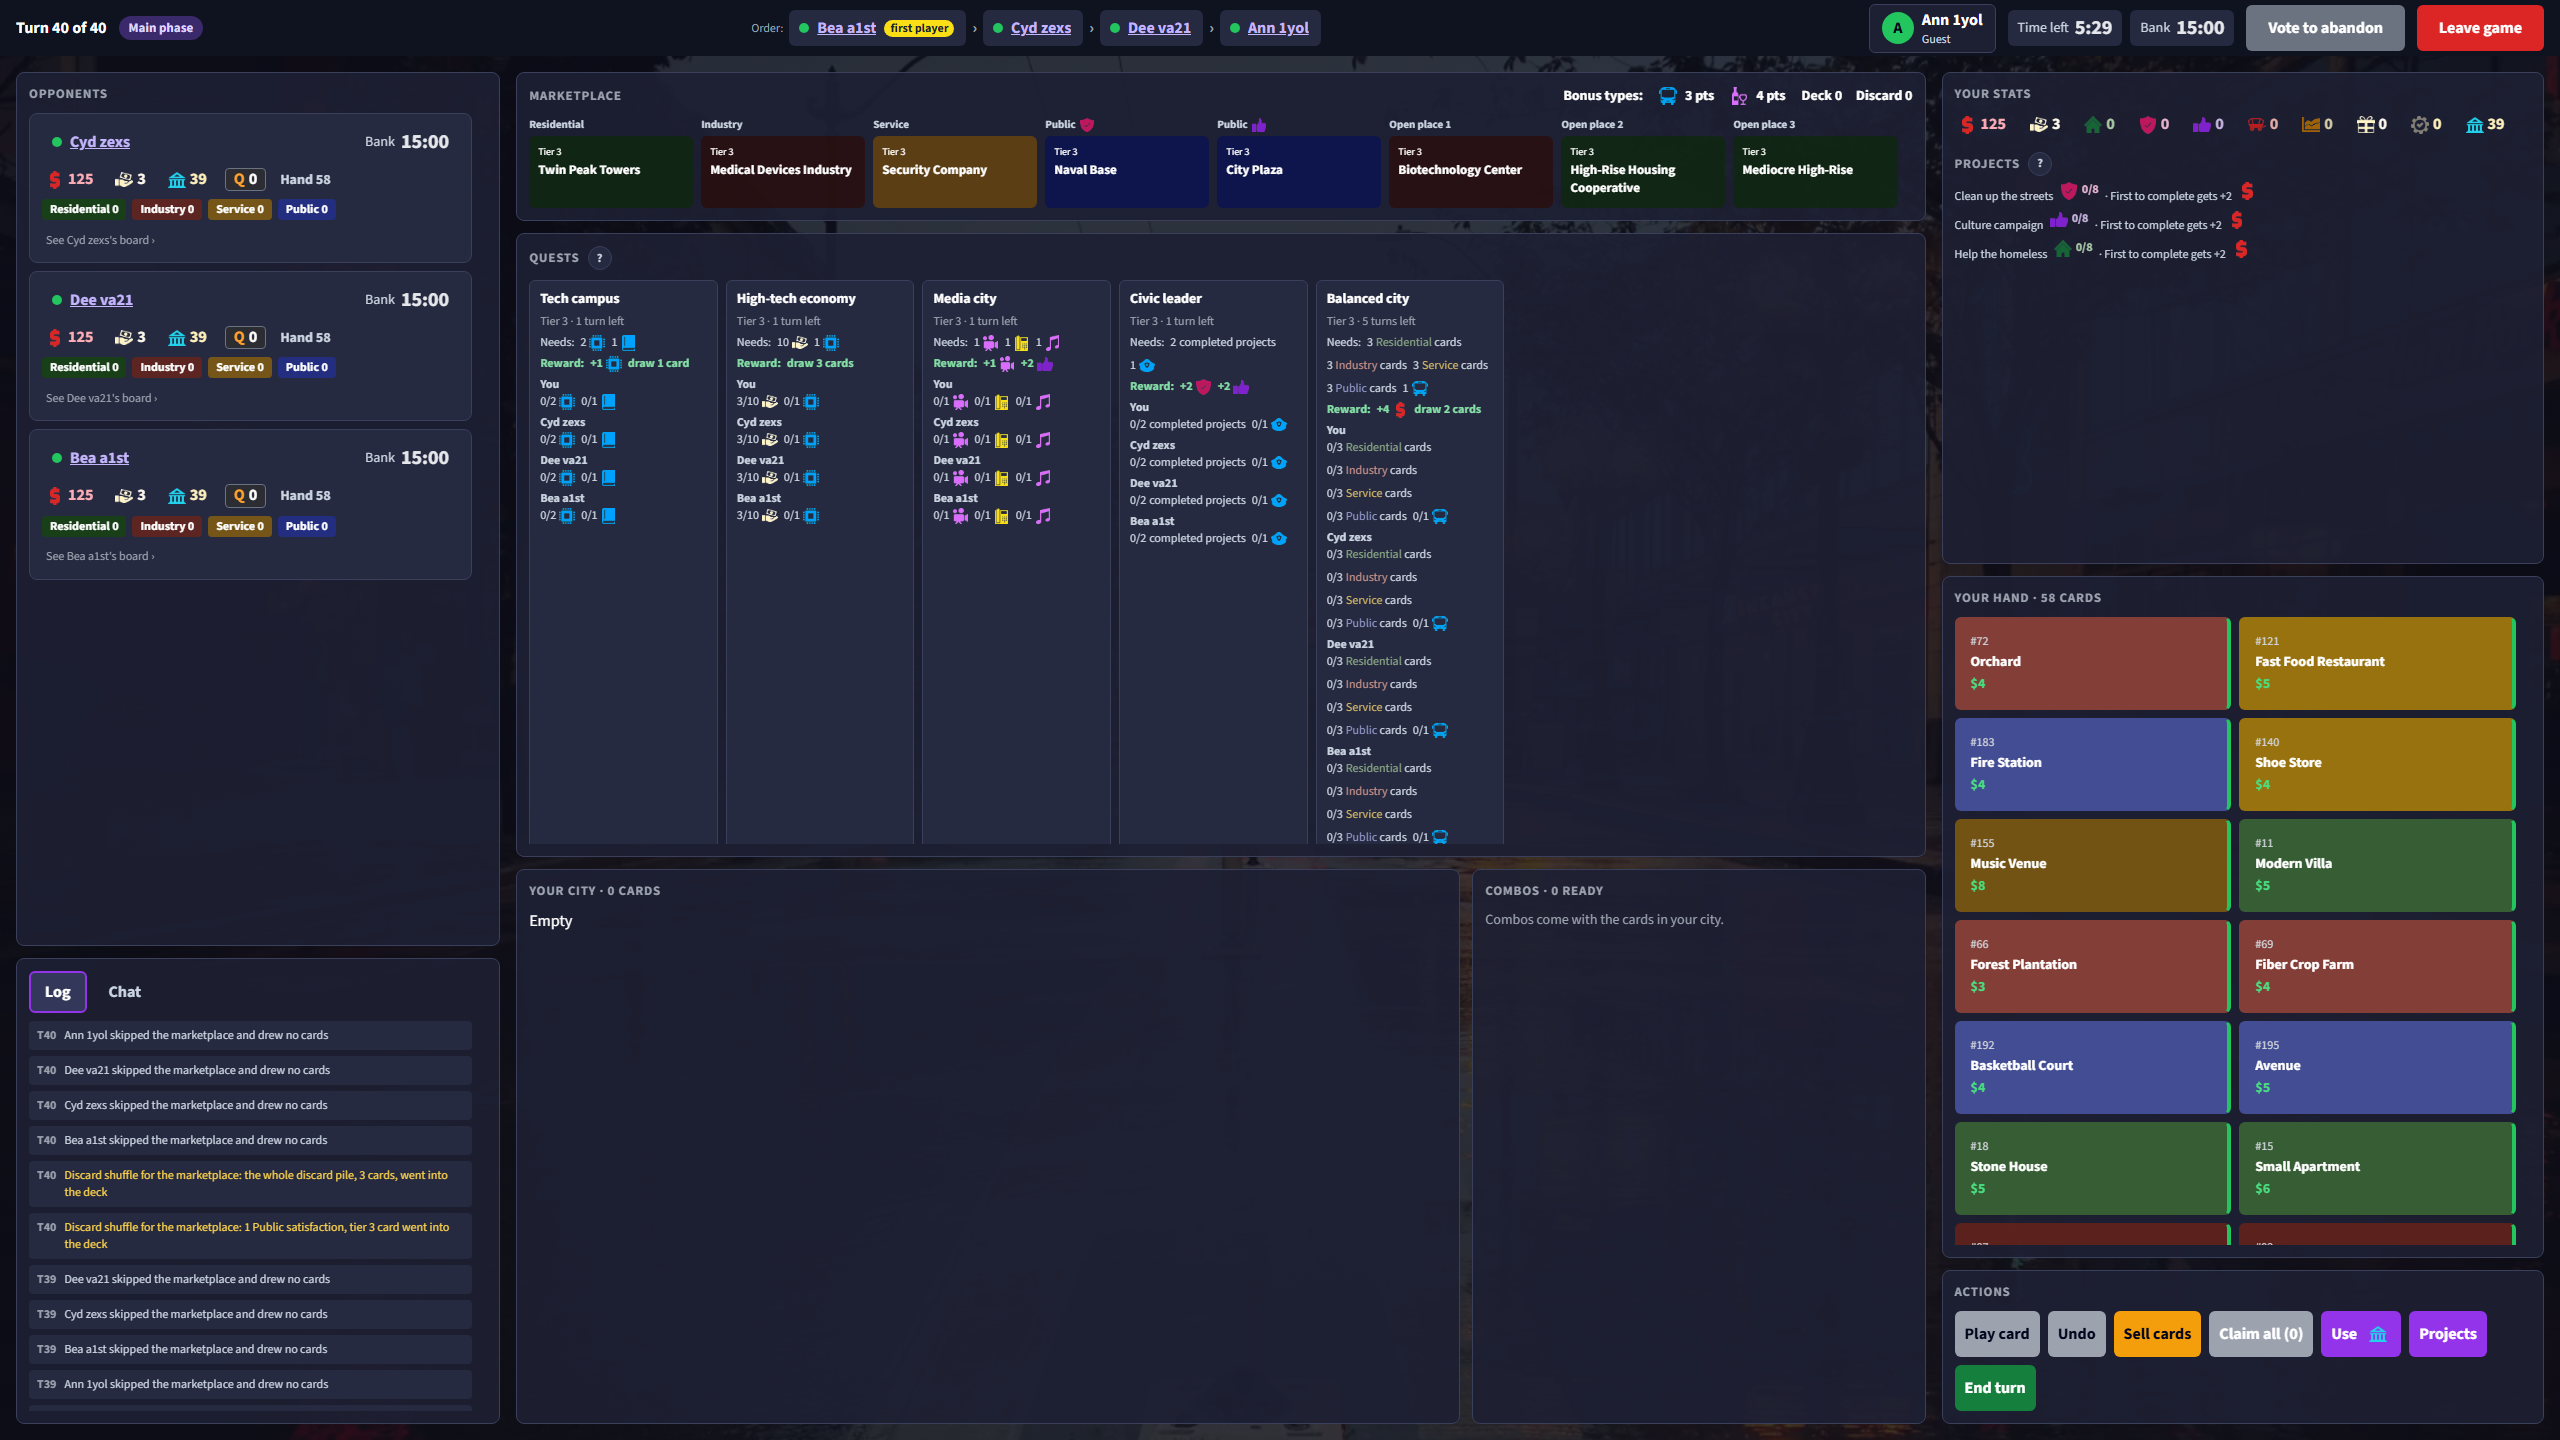 Turn 40 of 40 Main phase
Order: Bea a1st first player › Cyd zexs › Dee va21 › Ann 1yol
A Ann 1yol
Guest
Time left 5:29 Bank 15:00 Vote to abandon Leave game
OPPONENTS
Cyd zexs Bank 15:00
125 3 39 Q 0 Hand 58
Residential 0 Industry 0 Service 0 Public 0
See Cyd zexs's board ›
Dee va21 Bank 15:00
125 3 39 Q 0 Hand 58
Residential 0 Industry 0 Service 0 Public 0
See Dee va21's board ›
Bea a1st Bank 15:00
125 3 39 Q 0 Hand 58
Residential 0 Industry 0 Service 0 Public 0
See Bea a1st's board ›
Log Chat
T40 Ann 1yol skipped the marketplace and drew no cards
T40 Dee va21 skipped the marketplace and drew no cards
T40 Cyd zexs skipped the marketplace and drew no cards
T40 Bea a1st skipped the marketplace and drew no cards
T40 Discard shuffle for the marketplace: the whole discard pile, 3 cards, went into
the deck
T40 Discard shuffle for the marketplace: 1 Public satisfaction, tier 3 card went into
the deck
T39 Dee va21 skipped the marketplace and drew no cards
T39 Cyd zexs skipped the marketplace and drew no cards
T39 Bea a1st skipped the marketplace and drew no cards
T39 Ann 1yol skipped the marketplace and drew no cards
MARKETPLACE
Bonus types: 3 pts 4 pts Deck 0 Discard 0
Residential
Tier 3
Twin Peak Towers
Industry
Tier 3
Medical Devices Industry
Service
Tier 3
Security Company
Public
Tier 3
Naval Base
Public
Tier 3
City Plaza
Open place 1
Tier 3
Biotechnology Center
Open place 2
Tier 3
High-Rise Housing
Cooperative
Open place 3
Tier 3
Mediocre High-Rise
QUESTS ?
Tech campus
Tier 3 · 1 turn left
Needs: 2 1
Reward: +1 draw 1 card
You
0/2 0/1
Cyd zexs
0/2 0/1
Dee va21
0/2 0/1
Bea a1st
0/2 0/1
High-tech economy
Tier 3 · 1 turn left
Needs: 10 1
Reward: draw 3 cards
You
3/10 0/1
Cyd zexs
3/10 0/1
Dee va21
3/10 0/1
Bea a1st
3/10 0/1
Media city
Tier 3 · 1 turn left
Needs: 1 1 1
Reward: +1 +2
You
0/1 0/1 0/1
Cyd zexs
0/1 0/1 0/1
Dee va21
0/1 0/1 0/1
Bea a1st
0/1 0/1 0/1
Civic leader
Tier 3 · 1 turn left
Needs: 2 completed projects
1
Reward: +2 +2
You
0/2 completed projects 0/1
Cyd zexs
0/2 completed projects 0/1
Dee va21
0/2 completed projects 0/1
Bea a1st
0/2 completed projects 0/1
Balanced city
Tier 3 · 5 turns left
Needs: 3 Residential cards
3 Industry cards 3 Service cards
3 Public cards 1
Reward: +4 draw 2 cards
You
0/3 Residential cards
0/3 Industry cards
0/3 Service cards
0/3 Public cards 0/1
Cyd zexs
0/3 Residential cards
0/3 Industry cards
0/3 Service cards
0/3 Public cards 0/1
Dee va21
0/3 Residential cards
0/3 Industry cards
0/3 Service cards
0/3 Public cards 0/1
Bea a1st
0/3 Residential cards
0/3 Industry cards
0/3 Service cards
0/3 Public cards 0/1
YOUR CITY · 0 CARDS
Empty
COMBOS · 0 READY
Combos come with the cards in your city.
YOUR STATS
125 3 0 0 0 0 0 0 0 39
PROJECTS ?
Clean up the streets 0/8 · First to complete gets +2
Culture campaign 0/8 · First to complete gets +2
Help the homeless 0/8 · First to complete gets +2
YOUR HAND · 58 CARDS
#72
Orchard
$4
#121
Fast Food Restaurant
$5
#183
Fire Station
$4
#140
Shoe Store
$4
#155
Music Venue
$8
#11
Modern Villa
$5
#66
Forest Plantation
$3
#69
Fiber Crop Farm
$4
#192
Basketball Court
$4
#195
Avenue
$5
#18
Stone House
$5
#15
Small Apartment
$6
ACTIONS
Play card Undo Sell cards Claim all (0) Use Projects
End turn